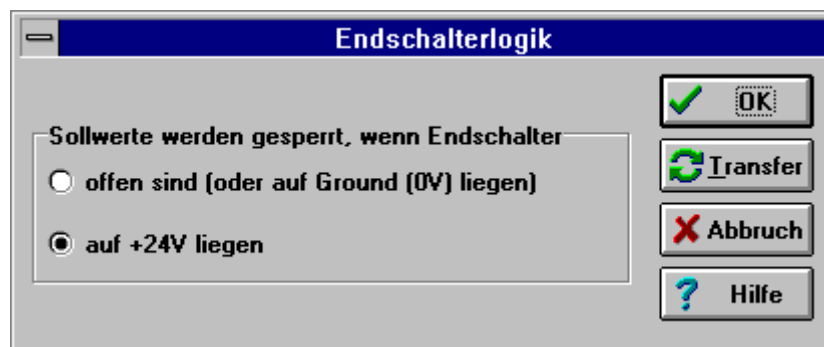 Endschalterlogik
Sollwerte werden gesperrt, wenn Endschalter
offen sind (oder auf Ground (0V) liegen)
auf +24V liegen
OK
Transfer
Abbruch
Hilfe